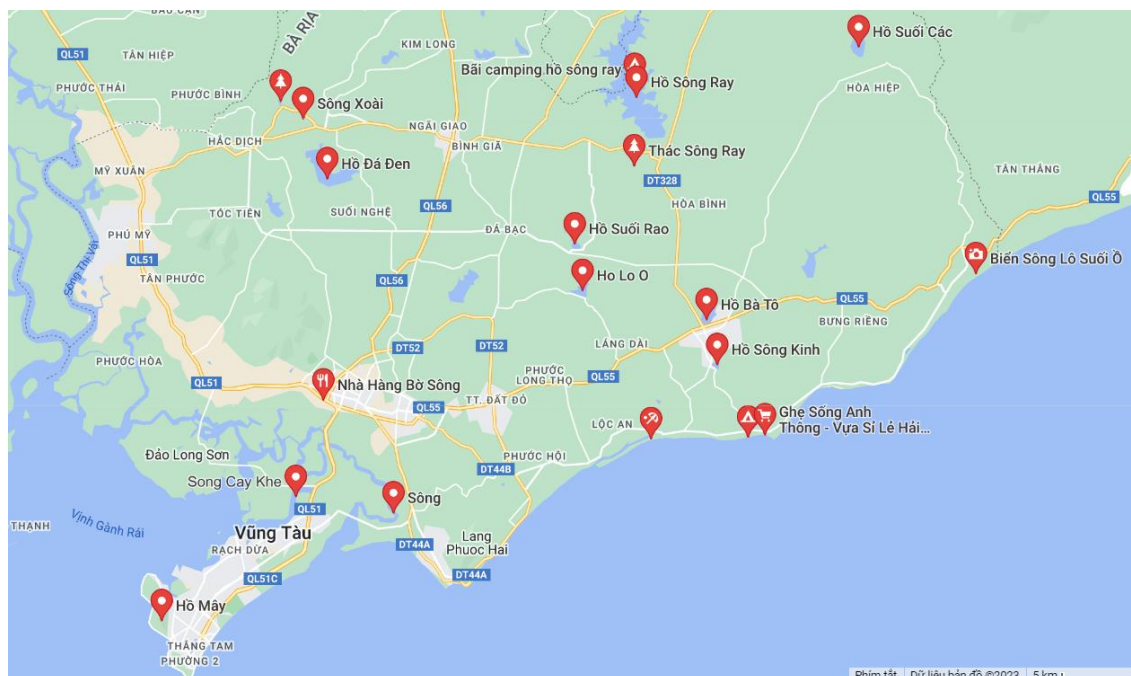 BÀ RỊA
Hồ Suối Các
QL51
TÂN HIỆP
KIM LONG
Bãi camping hồ sông ray
Hồ Sông Ray
PHƯỚC THÁI
PHƯỚC BÌNH
HÒA HIỆP
Sông Xoài
NGÃI GIAO
HẮC DỊCH
BÌNH GIÃ
Thác Sông Ray
Hồ Đá Đen
MỸ XUÂN
TÂN THẮNG
DT328
QL55
TÓC TIÊN
SUỐI NGHỆ
QL56
HÒA BÌNH
PHÚ MỸ
ĐÁ BẠC
Hồ Suối Rao
Sông Thị Vải
QL51
Biển Sông Lô Suối Ồ
TÂN PHƯỚC
QL56
Ho Lo O
QL55
Hồ Bà Tô
BƯNG RIỀNG
DT52
DT52
LÁNG DÀI
Hồ Sông Kinh
PHƯỚC HÒA
PHƯỚC
LONG THỌ
QL51
Nhà Hàng Bờ Sông
QL55
QL55
TT. ĐẤT ĐỎ
LỘC AN
Ghẹ Sống Anh
Thông - Vựa Sỉ Lẻ Hải...
Đảo Long Sơn
PHƯỚC HỘI
DT44B
Song Cay Khe
Sông
QL51
THẠNH
Vịnh Gành Rái
Vũng Tàu
RẠCH DỪA
Lang
Phuoc Hai
DT44A
QL51C
DT44A
Hồ Mây
THẮNG TAM
PHƯỜNG 2
Phím tắt
Dữ liệu bản đồ ©2023
5 km